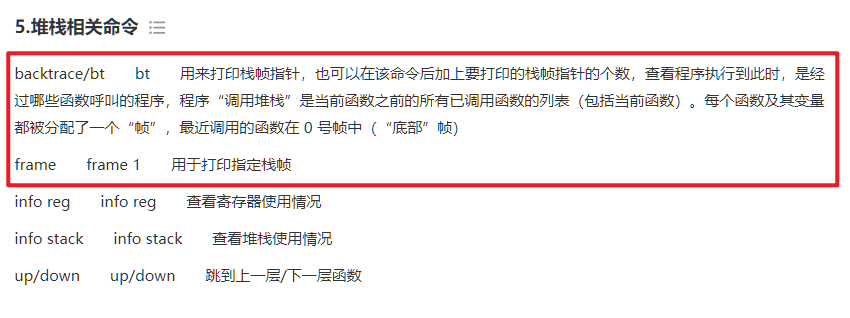 5.堆栈相关命令
backtrace/bt bt 用来打印栈帧指针，也可以在该命令后加上要打印的栈帧指针的个数，查看程序执行到此时，是经
过哪些函数呼叫的程序，程序“调用堆栈”是当前函数之前的所有已调用函数的列表（包括当前函数）。每个函数及其变量
都被分配了一个“帧”，最近调用的函数在 0 号帧中（“底部”帧）
frame frame 1 用于打印指定栈帧
info reg info reg 查看寄存器使用情况
info stack info stack 查看堆栈使用情况
up/down up/down 跳到上一层/下一层函数